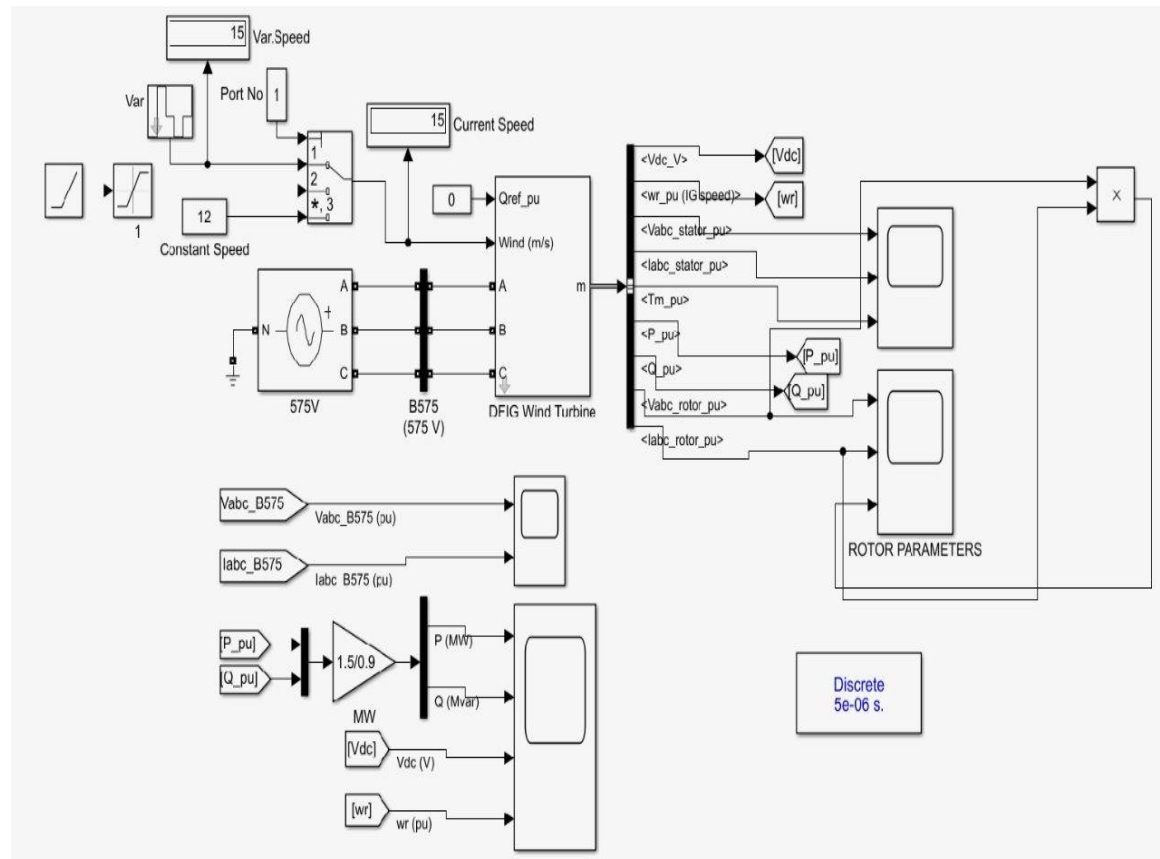 15
Var.Speed
Var
Port No
1
15
Current Speed
1
2
*, 3
1
12
Constant Speed
0
Qref_pu
Wind (m/s)
A
B
C
m
DFIG Wind Turbine
N
A
B
C
575V
B575
(575 V)
<Vdc_V>
<wr_pu (IG speed)>
<Vabc_stator_pu>
<Iabc_stator_pu>
<Tm_pu>
<P_pu>
<Q_pu>
<Vabc_rotor_pu>
<Iabc_rotor_pu>
[Vdc]
[wr]
[P_pu]
[Q_pu]
X
ROTOR PARAMETERS
Vabc_B575
Vabc_B575 (pu)
Iabc_B575
Iabc_B575 (pu)
[P_pu]
[Q_pu]
1.5/0.9
MW
P (MW)
Q (Mvar)
[Vdc]
Vdc (V)
[wr]
wr (pu)
Discrete
5e-06 s.